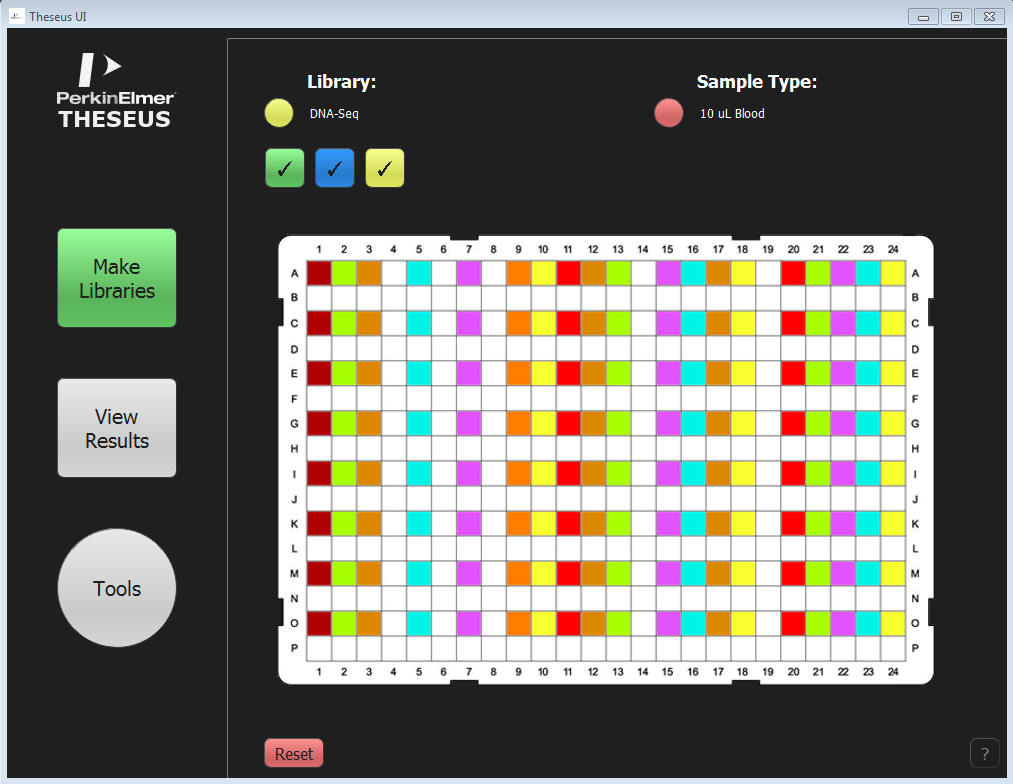 Theseus UI
PerkinElmer
THESEUS
Library:
Sample Type:
DNA-Seq
10 uL Blood
✓ ✓ ✓
Make
Libraries
View
Results
Tools
1 2 3 4 5 6 7 8 9 10 11 12 13 14 15 16 17 18 19 20 21 22 23 24
A A
B B
C C
D D
E E
F F
G G
H H
I I
J J
K K
L L
M M
N N
O O
P P
1 2 3 4 5 6 7 8 9 10 11 12 13 14 15 16 17 18 19 20 21 22 23 24
Reset
?